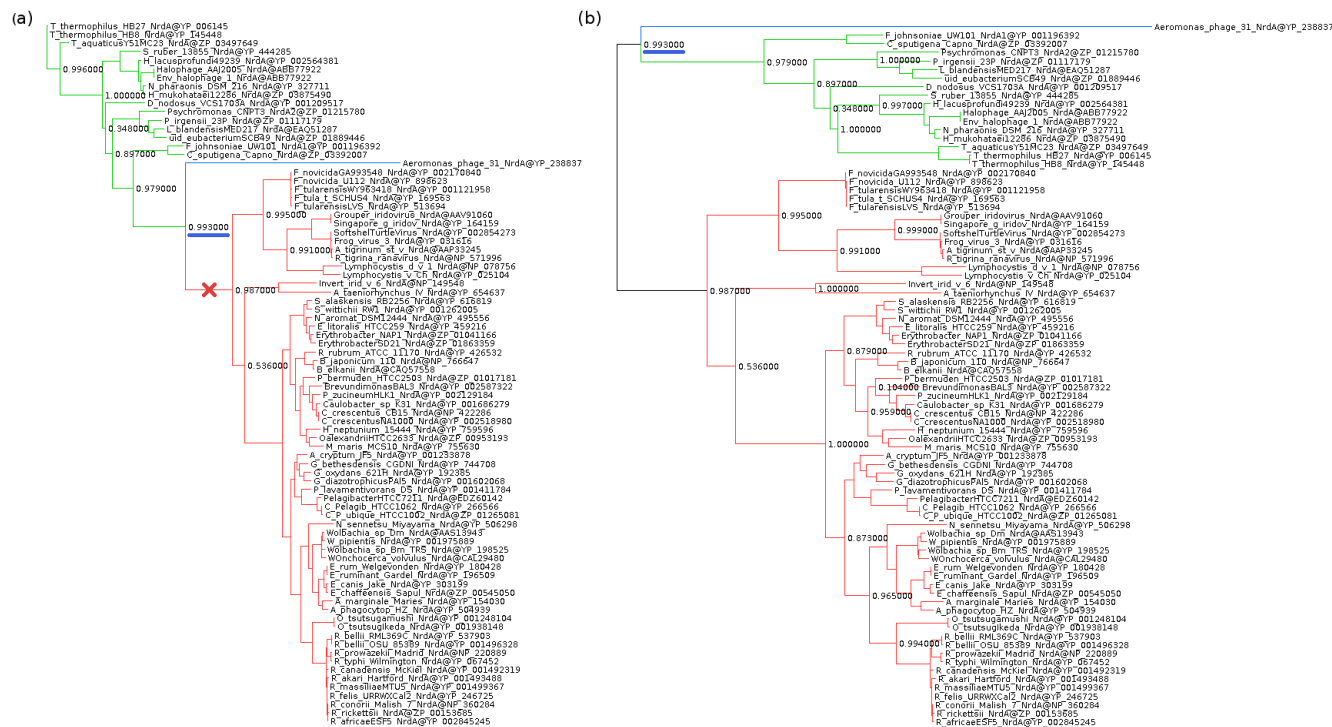 (a)
T_thermophilus_HB27_NrdA@YP_006145
T_thermophilus_HB8_NrdA@YP_145448
T_aquaticusY51MC23_NrdA@ZP_03497649
S_ruber_13855_NrdA@YP_444285
0.996000
H_lacusprofundi49239_NrdA@YP_002564381
Halophage_AAJ2005_NrdA@ABB77922
Env_halophage_1_NrdA@ABB77922
N_pharaonis_DSM_216_NrdA@YP_327711
1.000000
H_mukohataei12286_NrdA@ZP_03875490
D_nodosus_VCS1703A_NrdA@YP_001209517
Psychromonas_CNPT3_NrdA2@ZP_01215780
P_irgensii_23P_NrdA@ZP_01117179
0.348000
L_blandensisMED217_NrdA@EAQ51287
uid_eubacteriumSCB49_NrdA@ZP_01889446
F_johnsoniae_UW101_NrdA1@YP_001196392
0.897000
C_sputigena_Capno_NrdA@ZP_03392007
Aeromonas_phage_31_NrdA@YP_238837
F_novicidaGA993548_NrdA@YP_002170840
F_novicida_U112_NrdA@YP_898623
0.979000
F_tularensisWY963418_NrdA@YP_001121958
F_tula_t_SCHUS4_NrdA@YP_169563
F_tularensisLVS_NrdA@YP_513694
0.995000
Grouper_iridovirus_NrdA@AAV91060
Singapore_g_iridov_NrdA@YP_164159
0.993000
SoftshelTurtleVirus_NrdA@YP_002854273
Frog_virus_3_NrdA@YP_031616
0.991000
A_tigrinum_st_v_NrdA@AAP33245
R_tigrina_ranavirus_NrdA@NP_571996
Lymphocystis_d_v_1_NrdA@NP_078756
Lymphocystis_v_Ch_NrdA@YP_025104
Invert_irid_v_6_NrdA@NP_149548
0.987000
A_taeniorhynchus_IV_NrdA@YP_654637
S_alaskensis_RB2256_NrdA@YP_616819
S_wittichii_RW1_NrdA@YP_001262005
N_aromat_DSM12444_NrdA@YP_495556
E_litoralis_HTCC259_NrdA@YP_459216
Erythrobacter_NAP1_NrdA@ZP_01041166
ErythrobacterSD21_NrdA@ZP_01863359
R_rubrum_ATCC_11170_NrdA@YP_426532
B_japonicum_110_NrdA@NP_766647
0.536000
B_elkanii_NrdA@CAQ57558
P_bermuden_HTCC2503_NrdA@ZP_01017181
BrevundimonasBAL3_NrdA@YP_002587322
P_zucineumHLK1_NrdA@YP_002129184
Caulobacter_sp_K31_NrdA@YP_001686279
C_crescentus_CB15_NrdA@NP_422286
C_crescentusNA1000_NrdA@YP_002518980
H_neptunium_15444_NrdA@YP_759596
OalexandriiHTCC2633_NrdA@ZP_00953193
M_maris_MCS10_NrdA@YP_755630
A_cryptum_JF5_NrdA@YP_001233878
G_bethesdensis_CGDNI_NrdA@YP_744708
G_oxydans_621H_NrdA@YP_192385
G_diazotrophicusPAl5_NrdA@YP_001602068
P_lavamentivorans_DS_NrdA@YP_001411784
PelagibacterHTCC7211_NrdA@EDZ60142
C_Pelagib_HTCC1062_NrdA@YP_266566
C_P_ubique_HTCC1002_NrdA@ZP_01265081
N_sennetsu_Miyayama_NrdA@YP_506298
Wolbachia_sp_Dm_NrdA@AAS13943
W_pipientis_NrdA@YP_001975889
Wolbachia_sp_Bm_TRS_NrdA@YP_198525
WOnchocerca_volvulus_NrdA@CAL29480
E_rum_Welgevonden_NrdA@YP_180428
E_ruminant_Gardel_NrdA@YP_196509
E_canis_Jake_NrdA@YP_303199
E_chaffeensis_Sapul_NrdA@ZP_00545050
A_marginale_Maries_NrdA@YP_154030
A_phagocytop_HZ_NrdA@YP_504939
O_tsutsugamushi_NrdA@YP_001248104
O_tsutsugIkeda_NrdA@YP_001938148
R_bellii_RML369C_NrdA@YP_537903
R_bellii_OSU_85389_NrdA@YP_001496328
R_prowazekii_Madrid_NrdA@NP_220889
R_typhi_Wilmington_NrdA@YP_067452
R_canadensis_McKiel_NrdA@YP_001492319
R_akari_Hartford_NrdA@YP_001493488
R_massiliaeMTU5_NrdA@YP_001499367
R_felis_URRWXCal2_NrdA@YP_246725
R_conorii_Malish_7_NrdA@NP_360284
R_rickettsii_NrdA@ZP_00153685
R_africaeESF5_NrdA@YP_002845245
(b)
Aeromonas_phage_31_NrdA@YP_238837
F_johnsoniae_UW101_NrdA1@YP_001196392
0.993000
C_sputigena_Capno_NrdA@ZP_03392007
Psychromonas_CNPT3_NrdA2@ZP_01215780
1.000000
P_irgensii_23P_NrdA@ZP_01117179
0.979000
L_blandensisMED217_NrdA@EAQ51287
uid_eubacteriumSCB49_NrdA@ZP_01889446
0.897000
D_nodosus_VCS1703A_NrdA@YP_001209517
S_ruber_13855_NrdA@YP_444285
0.348000
0.997000
H_lacusprofundi49239_NrdA@YP_002564381
Halophage_AAJ2005_NrdA@ABB77922
Env_halophage_1_NrdA@ABB77922
1.000000
N_pharaonis_DSM_216_NrdA@YP_327711
H_mukohataei12286_NrdA@ZP_03875490
T_aquaticusY51MC23_NrdA@ZP_03497649
T_thermophilus_HB27_NrdA@YP_006145
T_thermophilus_HB8_NrdA@YP_145448
F_novicidaGA993548_NrdA@YP_002170840
F_novicida_U112_NrdA@YP_898623
F_tularensisWY963418_NrdA@YP_001121958
F_tula_t_SCHUS4_NrdA@YP_169563
F_tularensisLVS_NrdA@YP_513694
0.995000
Grouper_iridovirus_NrdA@AAV91060
Singapore_g_iridov_NrdA@YP_164159
0.999000
SoftshelTurtleVirus_NrdA@YP_002854273
Frog_virus_3_NrdA@YP_031616
0.991000
A_tigrinum_st_v_NrdA@AAP33245
R_tigrina_ranavirus_NrdA@NP_571996
Lymphocystis_d_v_1_NrdA@NP_078756
Lymphocystis_v_Ch_NrdA@YP_025104
Invert_irid_v_6_NrdA@NP_149548
0.987000
1.000000
A_taeniorhynchus_IV_NrdA@YP_654637
S_alaskensis_RB2256_NrdA@YP_616819
S_wittichii_RW1_NrdA@YP_001262005
N_aromat_DSM12444_NrdA@YP_495556
E_litoralis_HTCC259_NrdA@YP_459216
Erythrobacter_NAP1_NrdA@ZP_01041166
ErythrobacterSD21_NrdA@ZP_01863359
0.879000
R_rubrum_ATCC_11170_NrdA@YP_426532
B_japonicum_110_NrdA@NP_766647
0.536000
B_elkanii_NrdA@CAQ57558
P_bermuden_HTCC2503_NrdA@ZP_01017181
0.104000
BrevundimonasBAL3_NrdA@YP_002587322
P_zucineumHLK1_NrdA@YP_002129184
Caulobacter_sp_K31_NrdA@YP_001686279
0.959000
C_crescentus_CB15_NrdA@NP_422286
C_crescentusNA1000_NrdA@YP_002518980
H_neptunium_15444_NrdA@YP_759596
OalexandriiHTCC2633_NrdA@ZP_00953193
1.000000
M_maris_MCS10_NrdA@YP_755630
A_cryptum_JF5_NrdA@YP_001233878
G_bethesdensis_CGDNI_NrdA@YP_744708
G_oxydans_621H_NrdA@YP_192385
G_diazotrophicusPAl5_NrdA@YP_001602068
P_lavamentivorans_DS_NrdA@YP_001411784
PelagibacterHTCC7211_NrdA@EDZ60142
C_Pelagib_HTCC1062_NrdA@YP_266566
C_P_ubique_HTCC1002_NrdA@ZP_01265081
N_sennetsu_Miyayama_NrdA@YP_506298
0.873000
Wolbachia_sp_Dm_NrdA@AAS13943
W_pipientis_NrdA@YP_001975889
Wolbachia_sp_Bm_TRS_NrdA@YP_198525
WOnchocerca_volvulus_NrdA@CAL29480
E_rum_Welgevonden_NrdA@YP_180428
E_ruminant_Gardel_NrdA@YP_196509
E_canis_Jake_NrdA@YP_303199
0.965000
E_chaffeensis_Sapul_NrdA@ZP_00545050
A_marginale_Maries_NrdA@YP_154030
A_phagocytop_HZ_NrdA@YP_504939
O_tsutsugamushi_NrdA@YP_001248104
O_tsutsugIkeda_NrdA@YP_001938148
R_bellii_RML369C_NrdA@YP_537903
0.994000
R_bellii_OSU_85389_NrdA@YP_001496328
R_prowazekii_Madrid_NrdA@NP_220889
R_typhi_Wilmington_NrdA@YP_067452
R_canadensis_McKiel_NrdA@YP_001492319
R_akari_Hartford_NrdA@YP_001493488
R_massiliaeMTU5_NrdA@YP_001499367
R_felis_URRWXCal2_NrdA@YP_246725
R_conorii_Malish_7_NrdA@NP_360284
R_rickettsii_NrdA@ZP_00153685
R_africaeESF5_NrdA@YP_002845245